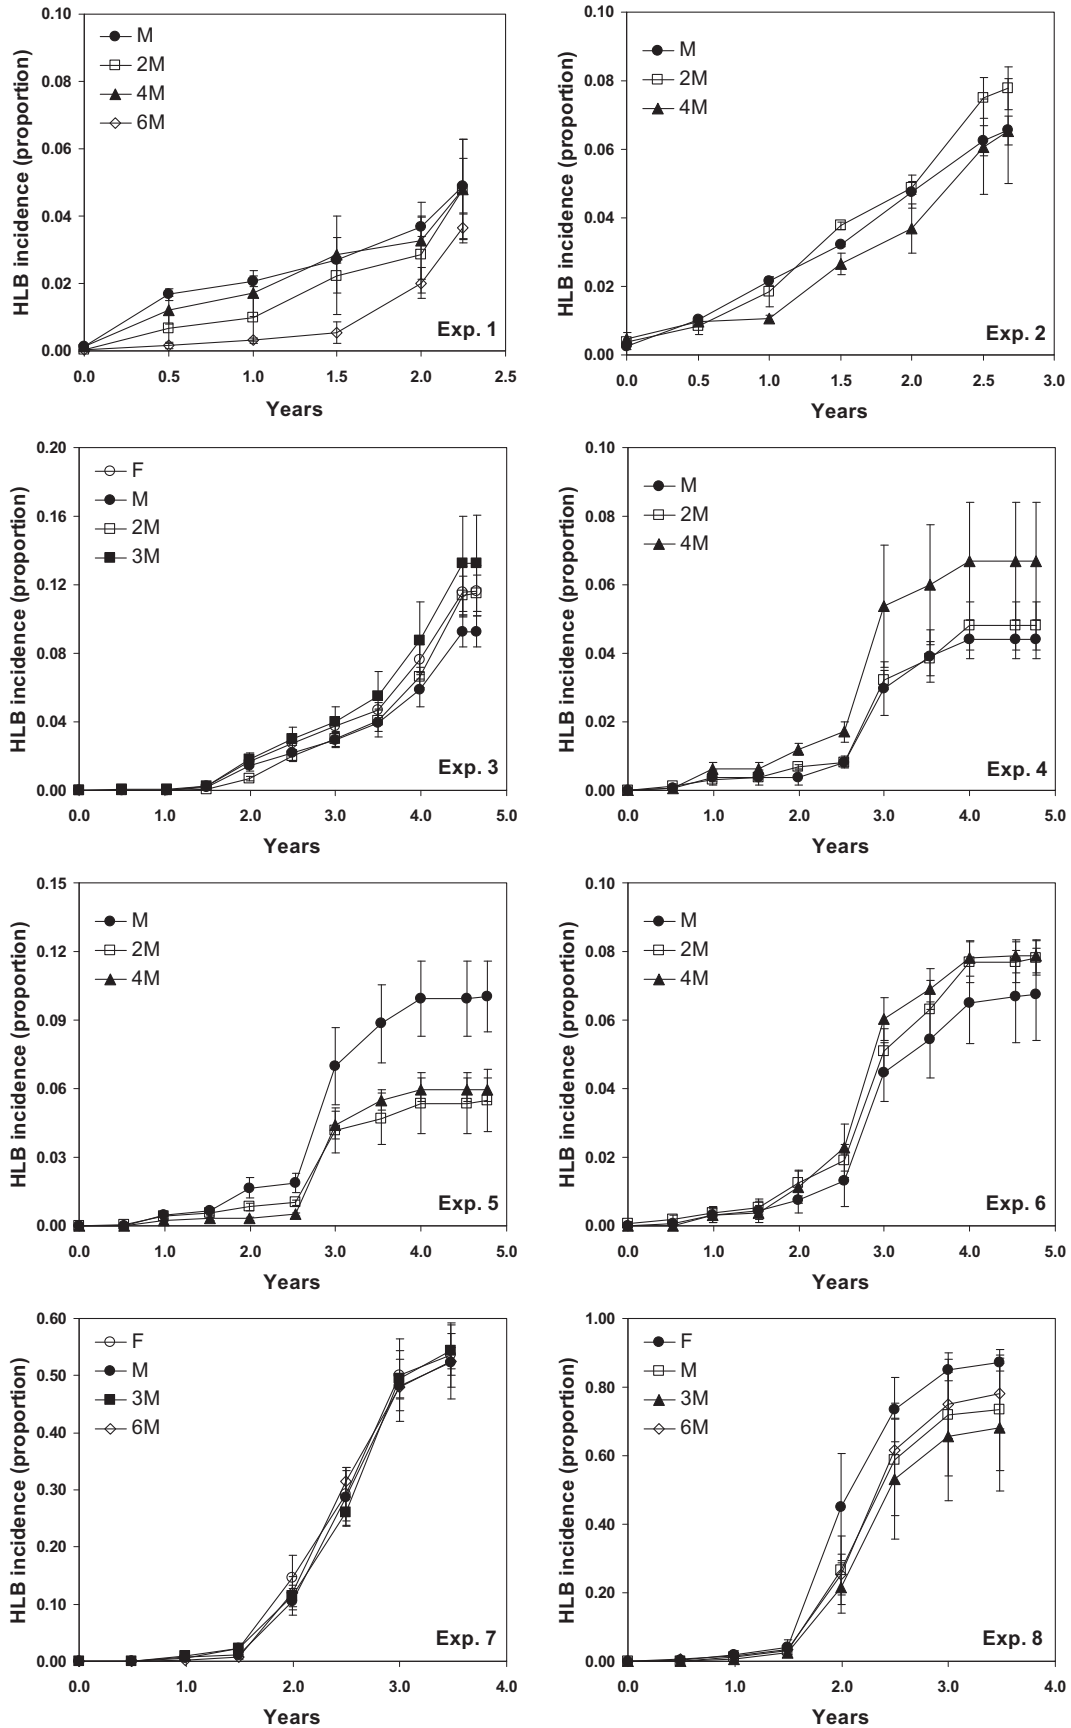 HLB incidence (proportion)
0.10
0.08
0.06
0.04
0.02
0.00
M
2M
4M
6M
Exp. 1
0.0 0.5 1.0 1.5 2.0 2.5
Years
HLB incidence (proportion)
0.10
0.08
0.06
0.04
0.02
0.00
M
2M
4M
Exp. 2
0.0 0.5 1.0 1.5 2.0 2.5 3.0
Years
HLB incidence (proportion)
0.20
0.16
0.12
0.08
0.04
0.00
F
M
2M
3M
Exp. 3
0.0 1.0 2.0 3.0 4.0 5.0
Years
HLB incidence (proportion)
0.10
0.08
0.06
0.04
0.02
0.00
M
2M
4M
Exp. 4
0.0 1.0 2.0 3.0 4.0 5.0
Years
HLB incidence (proportion)
0.15
0.12
0.09
0.06
0.03
0.00
M
2M
4M
Exp. 5
0.0 1.0 2.0 3.0 4.0 5.0
Years
HLB incidence (proportion)
0.10
0.08
0.06
0.04
0.02
0.00
M
2M
4M
Exp. 6
0.0 1.0 2.0 3.0 4.0 5.0
Years
HLB incidence (proportion)
0.60
0.50
0.40
0.30
0.20
0.10
0.00
F
M
3M
6M
Exp. 7
0.0 1.0 2.0 3.0 4.0
Years
HLB incidence (proportion)
1.00
0.80
0.60
0.40
0.20
0.00
F
M
3M
6M
Exp. 8
0.0 1.0 2.0 3.0 4.0
Years